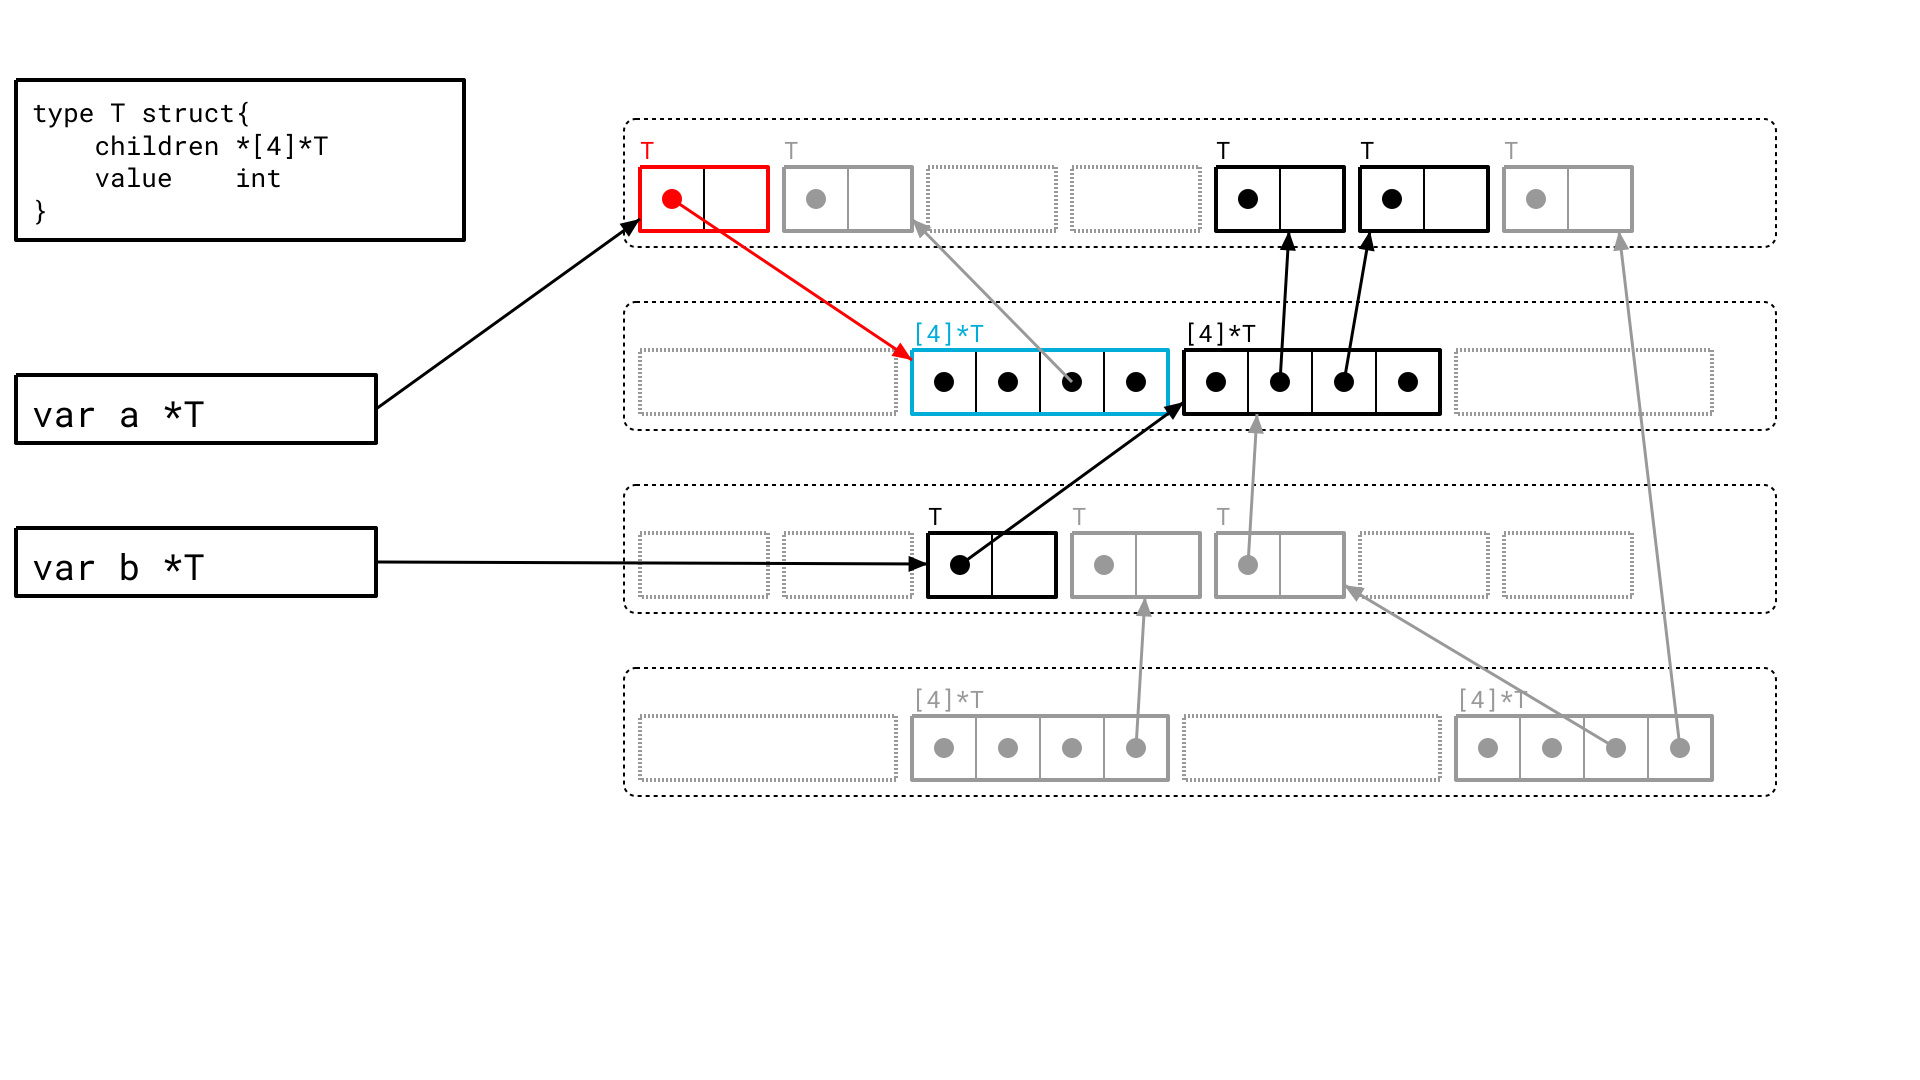 type T struct{
    children *[4]*T
    value    int
}
T T T T T
[4]*T [4]*T
var a *T
T T T
var b *T
[4]*T [4]*T